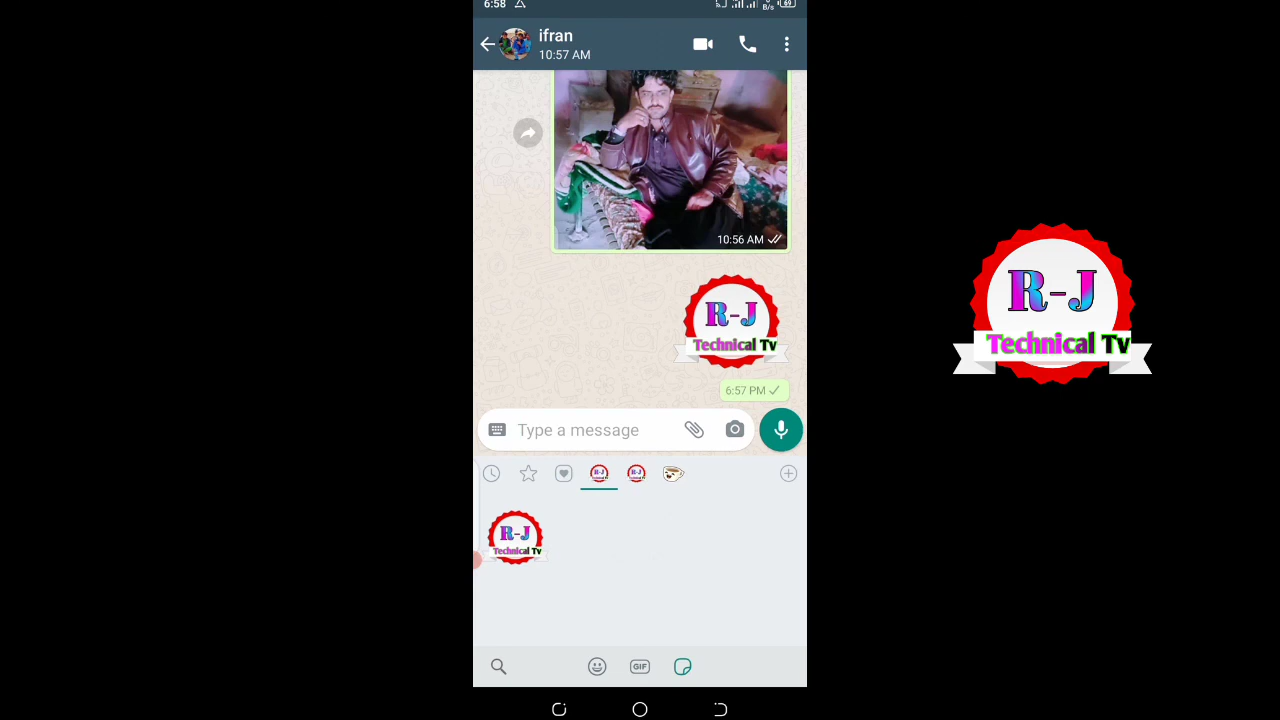 6:58
B/s
69
ifran
10:57 AM
10:56 AM
R-J
Technical Tv
6:57 PM
Type a message
R-J
Technical Tv
GIF
R-J
Technical Tv